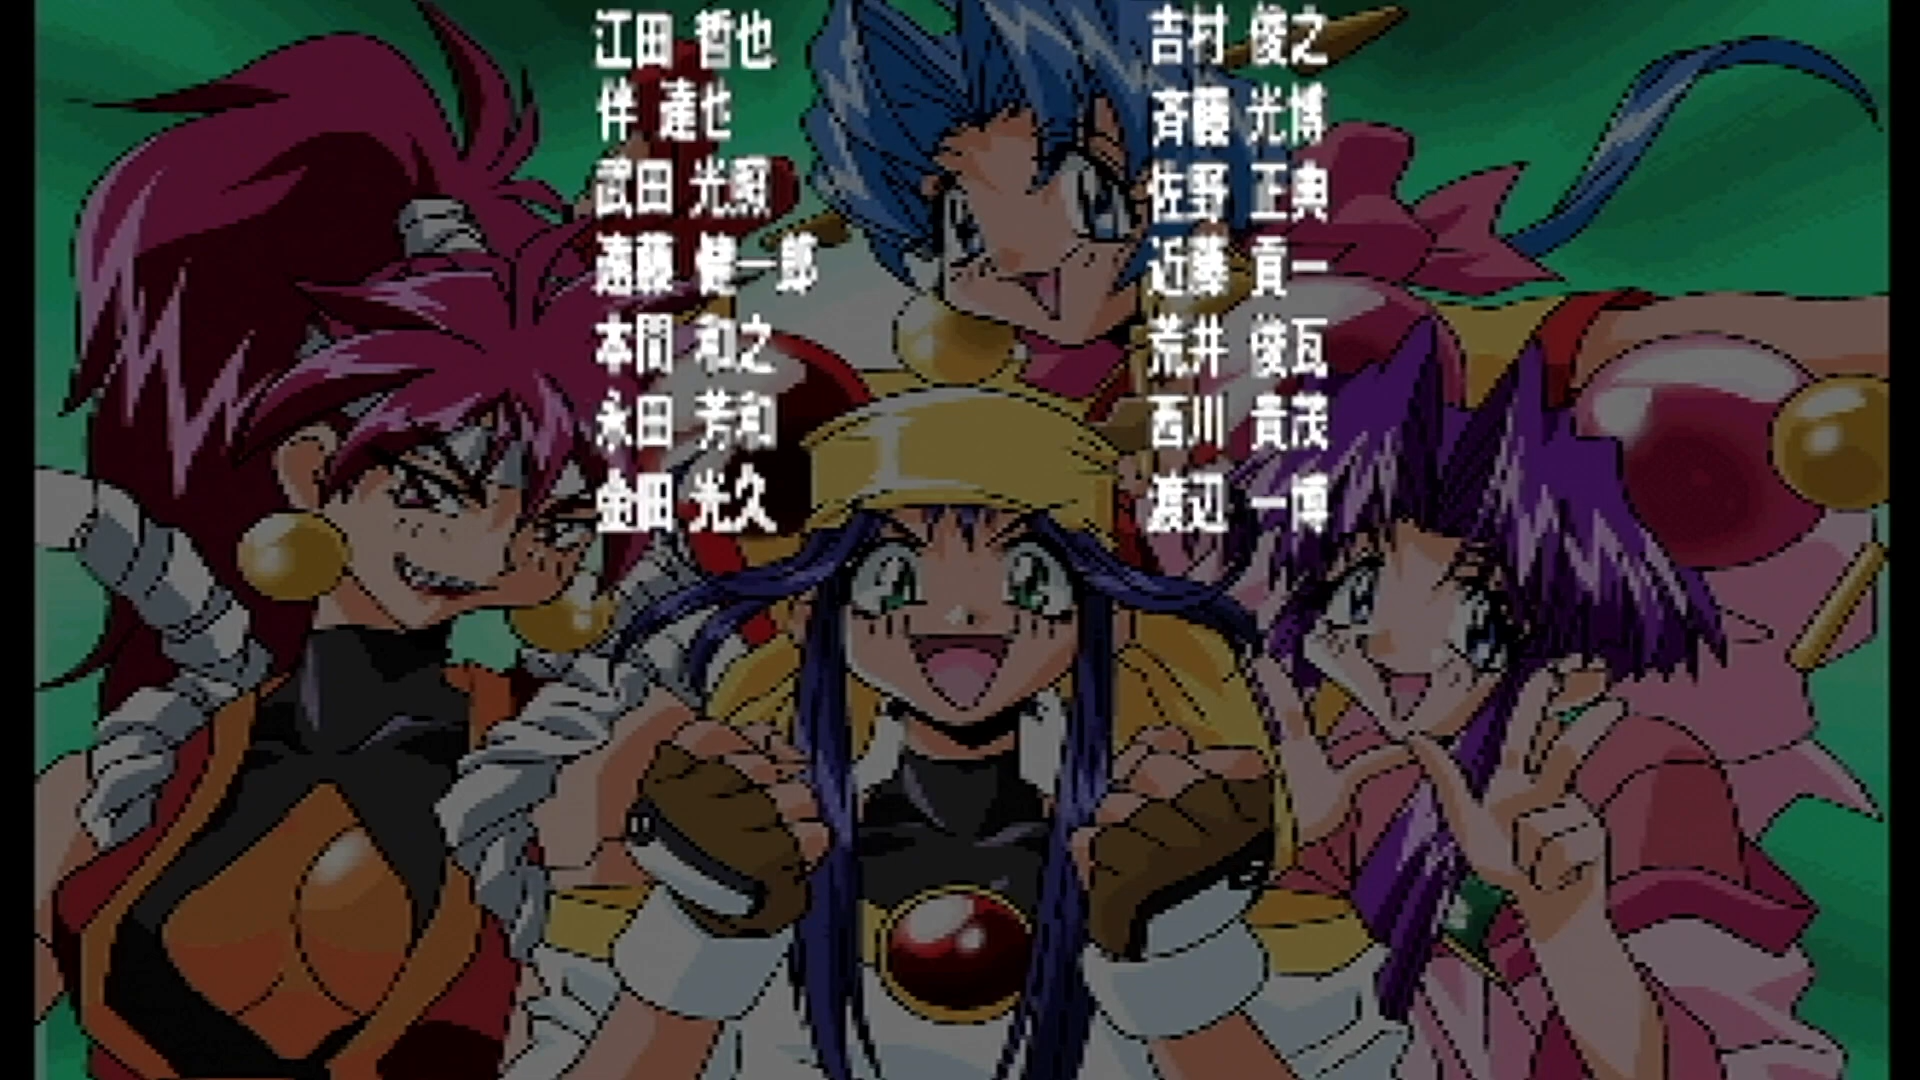 江田 哲也
伴 達也
武田 光照
遠藤 健一郎
本間 和之
永田 芳和
金田 光久
吉村 俊之
斉藤 光博
佐野 正典
近藤 貢一
荒井 俊瓦
西川 貴茂
渡辺 一博